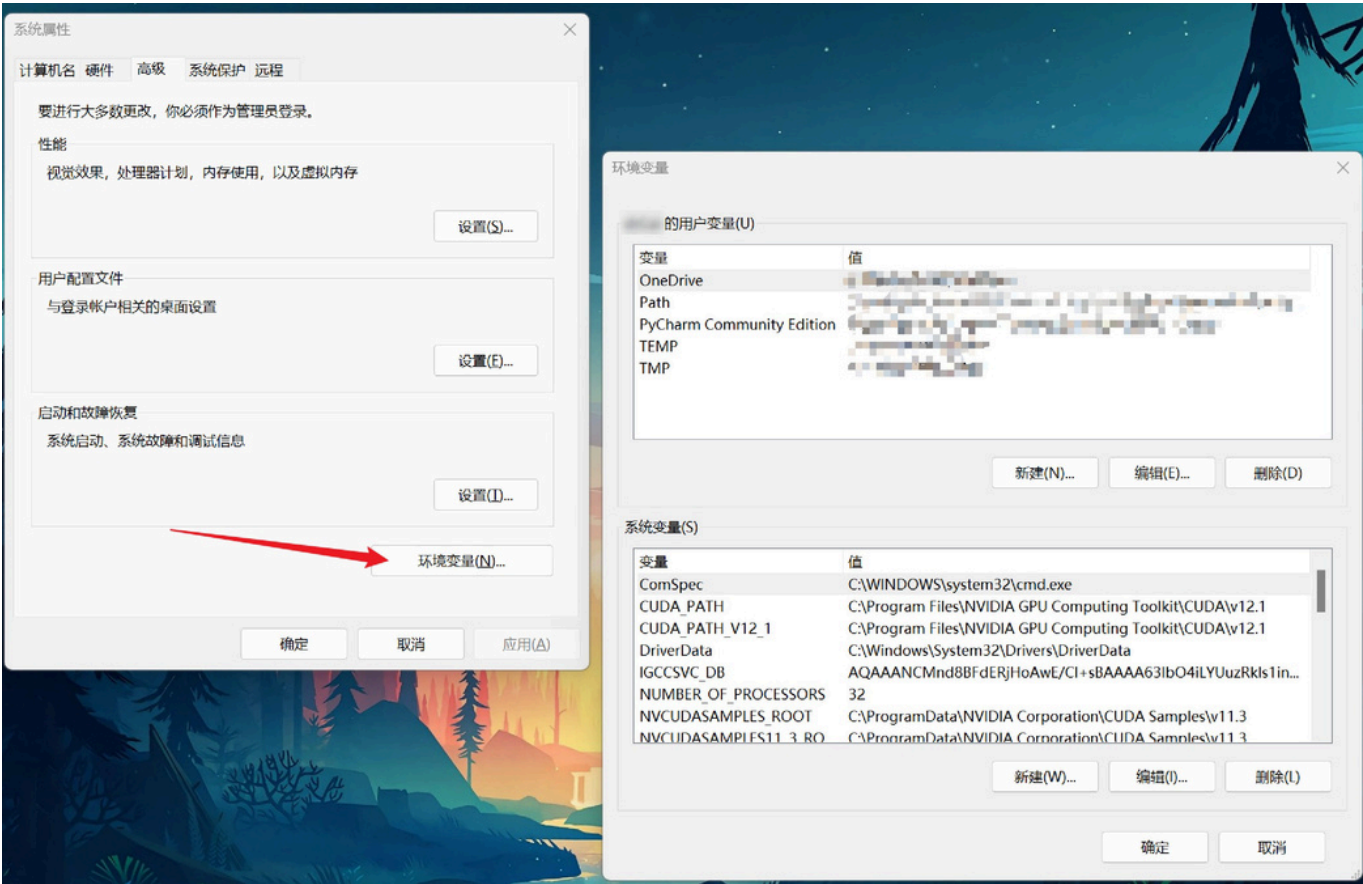 系统属性
计算机名 硬件 高级 系统保护 远程
要进行大多数更改，你必须作为管理员登录。
性能
视觉效果，处理器计划，内存使用，以及虚拟内存
设置(S)...
用户配置文件
与登录帐户相关的桌面设置
设置(E)...
启动和故障恢复
系统启动、系统故障和调试信息
设置(T)...
环境变量(N)...
确定 取消 应用(A)
环境变量
的用户变量(U)
变量 值
OneDrive
Path
PyCharm Community Edition
TEMP
TMP
新建(N)... 编辑(E)... 删除(D)
系统变量(S)
变量 值
ComSpec C:\WINDOWS\system32\cmd.exe
CUDA_PATH C:\Program Files\NVIDIA GPU Computing Toolkit\CUDA\v12.1
CUDA_PATH_V12_1 C:\Program Files\NVIDIA GPU Computing Toolkit\CUDA\v12.1
DriverData C:\Windows\System32\Drivers\DriverData
IGCCSVC_DB AQAAANCMnd8BFdERjHoAwE/Cl+sBAAAA63lbO4iLYUuzRkls1in...
NUMBER_OF_PROCESSORS 32
NVCUDASAMPLES_ROOT C:\ProgramData\NVIDIA Corporation\CUDA Samples\v11.3
NVCUDASAMPLES11_3_RO C:\ProgramData\NVIDIA Corporation\CUDA Samples\v11.3
新建(W)... 编辑(I)... 删除(L)
确定 取消